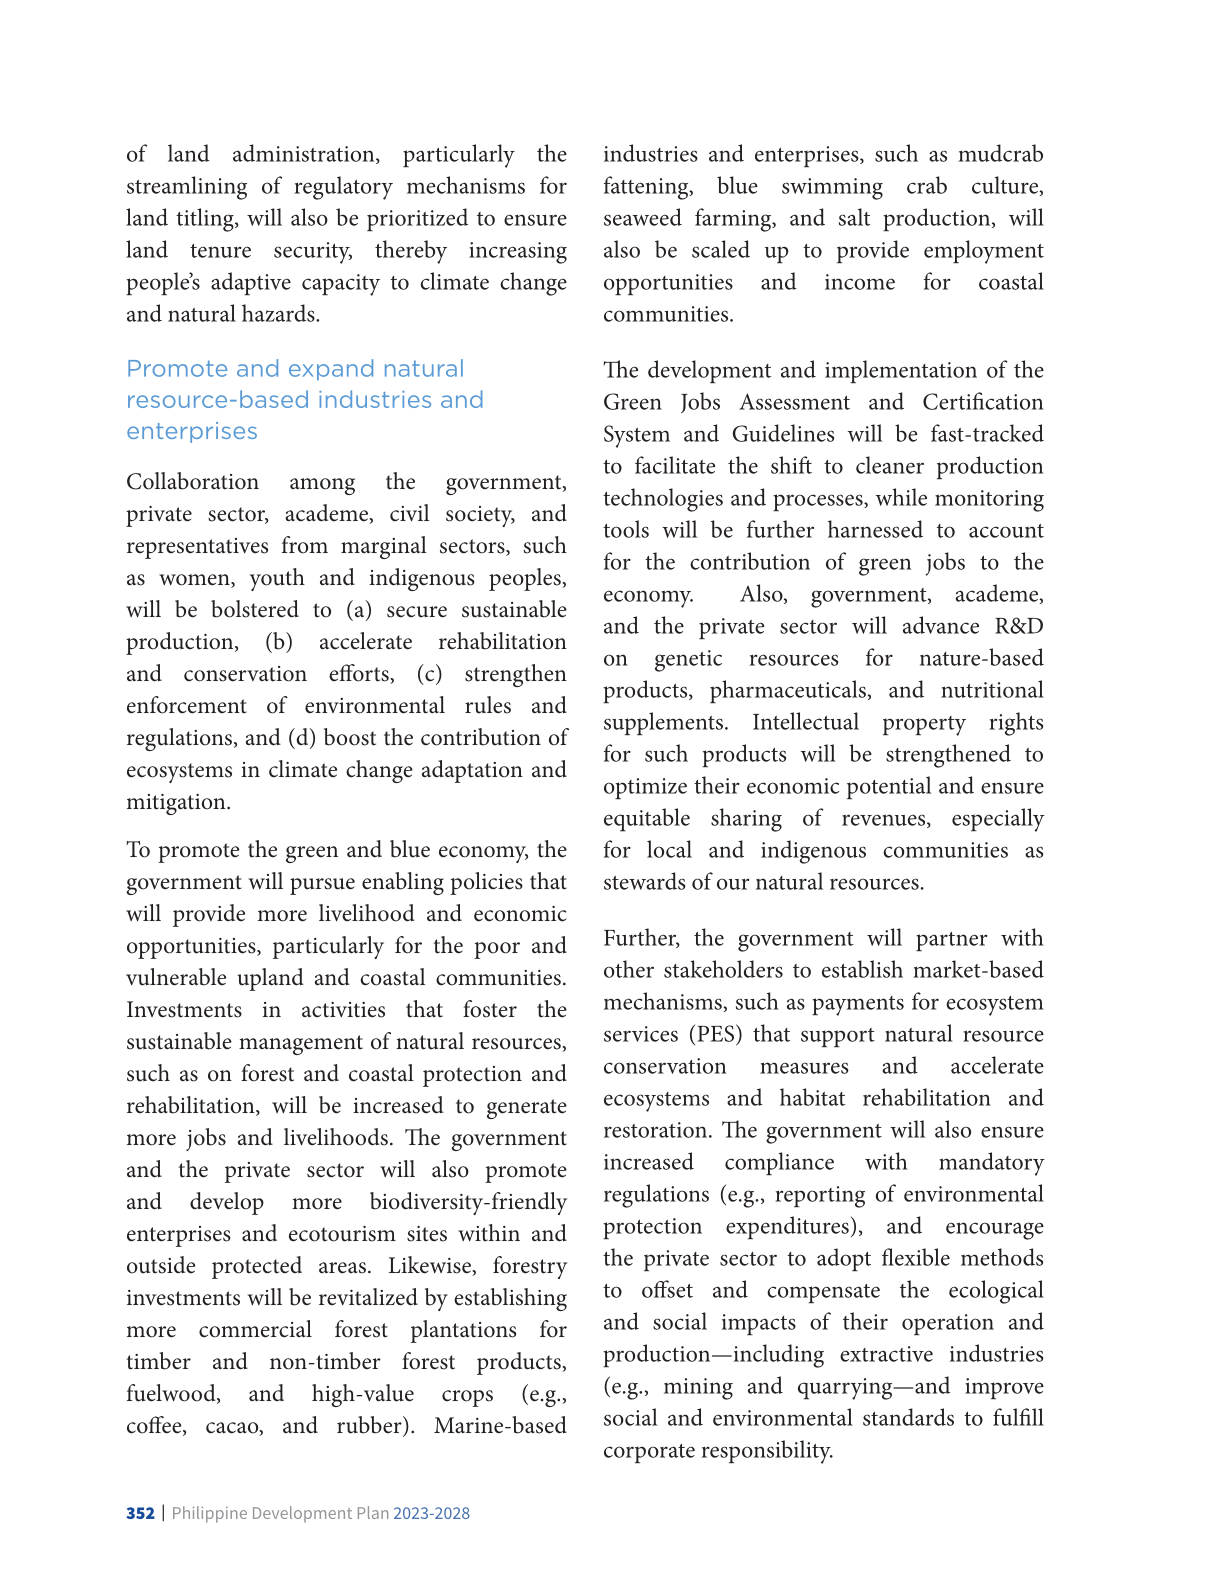 of land administration, particularly the
streamlining of regulatory mechanisms for
land titling, will also be prioritized to ensure
land tenure security, thereby increasing
people’s adaptive capacity to climate change
and natural hazards.
Promote and expand natural
resource-based industries and
enterprises
Collaboration among the government,
private sector, academe, civil society, and
representatives from marginal sectors, such
as women, youth and indigenous peoples,
will be bolstered to (a) secure sustainable
production, (b) accelerate rehabilitation
and conservation efforts, (c) strengthen
enforcement of environmental rules and
regulations, and (d) boost the contribution of
ecosystems in climate change adaptation and
mitigation.
To promote the green and blue economy, the
government will pursue enabling policies that
will provide more livelihood and economic
opportunities, particularly for the poor and
vulnerable upland and coastal communities.
Investments in activities that foster the
sustainable management of natural resources,
such as on forest and coastal protection and
rehabilitation, will be increased to generate
more jobs and livelihoods. The government
and the private sector will also promote
and develop more biodiversity-friendly
enterprises and ecotourism sites within and
outside protected areas. Likewise, forestry
investments will be revitalized by establishing
more commercial forest plantations for
timber and non-timber forest products,
fuelwood, and high-value crops (e.g.,
coffee, cacao, and rubber). Marine-based
industries and enterprises, such as mudcrab
fattening, blue swimming crab culture,
seaweed farming, and salt production, will
also be scaled up to provide employment
opportunities and income for coastal
communities.
The development and implementation of the
Green Jobs Assessment and Certification
System and Guidelines will be fast-tracked
to facilitate the shift to cleaner production
technologies and processes, while monitoring
tools will be further harnessed to account
for the contribution of green jobs to the
economy. Also, government, academe,
and the private sector will advance R&D
on genetic resources for nature-based
products, pharmaceuticals, and nutritional
supplements. Intellectual property rights
for such products will be strengthened to
optimize their economic potential and ensure
equitable sharing of revenues, especially
for local and indigenous communities as
stewards of our natural resources.
Further, the government will partner with
other stakeholders to establish market-based
mechanisms, such as payments for ecosystem
services (PES) that support natural resource
conservation measures and accelerate
ecosystems and habitat rehabilitation and
restoration. The government will also ensure
increased compliance with mandatory
regulations (e.g., reporting of environmental
protection expenditures), and encourage
the private sector to adopt flexible methods
to offset and compensate the ecological
and social impacts of their operation and
production—including extractive industries
(e.g., mining and quarrying—and improve
social and environmental standards to fulfill
corporate responsibility.
352 | Philippine Development Plan 2023-2028